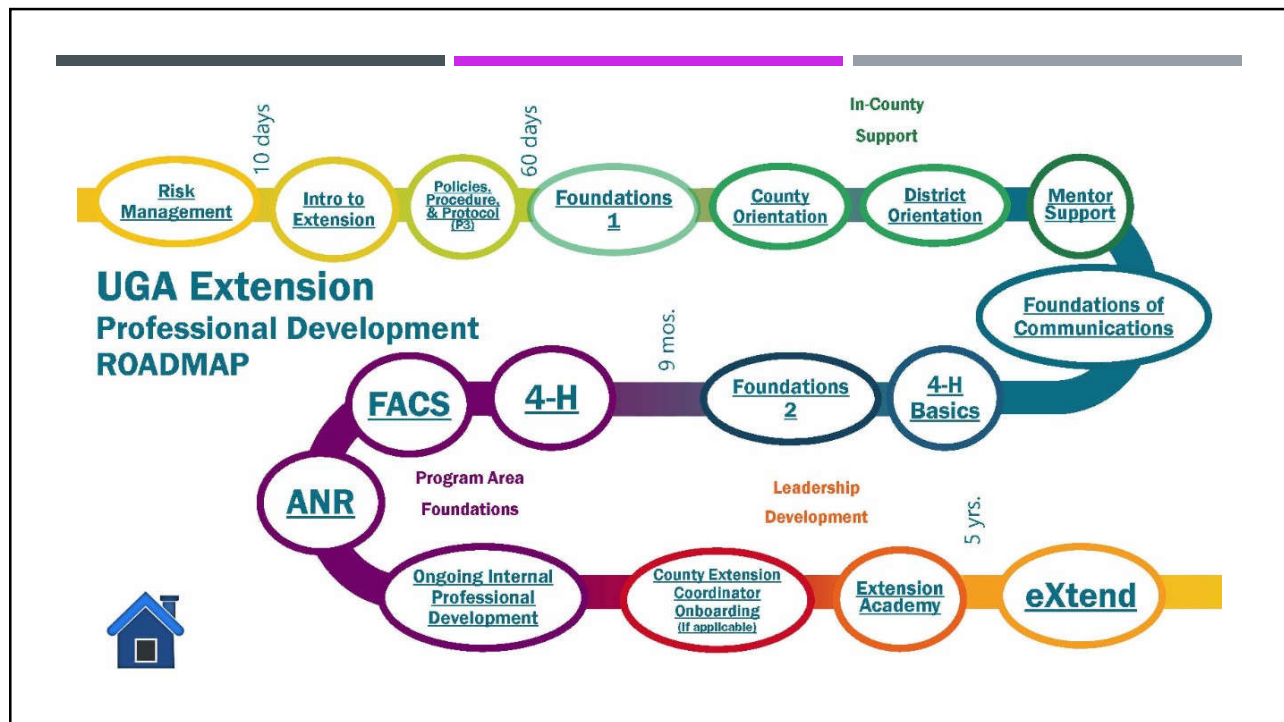 10 days
60 days
In-County
Support
Risk
Management
Intro to
Extension
Policies,
Procedure,
& Protocol
(P3)
Foundations
1
County
Orientation
District
Orientation
Mentor
Support
UGA Extension
Professional Development
ROADMAP
Foundations of
Communications
9 mos.
FACS
4-H
Foundations
2
4-H
Basics
ANR
Program Area
Foundations
Leadership
Development
5 yrs.
Ongoing Internal
Professional
Development
County Extension
Coordinator
Onboarding
(if applicable)
Extension
Academy
eXtend